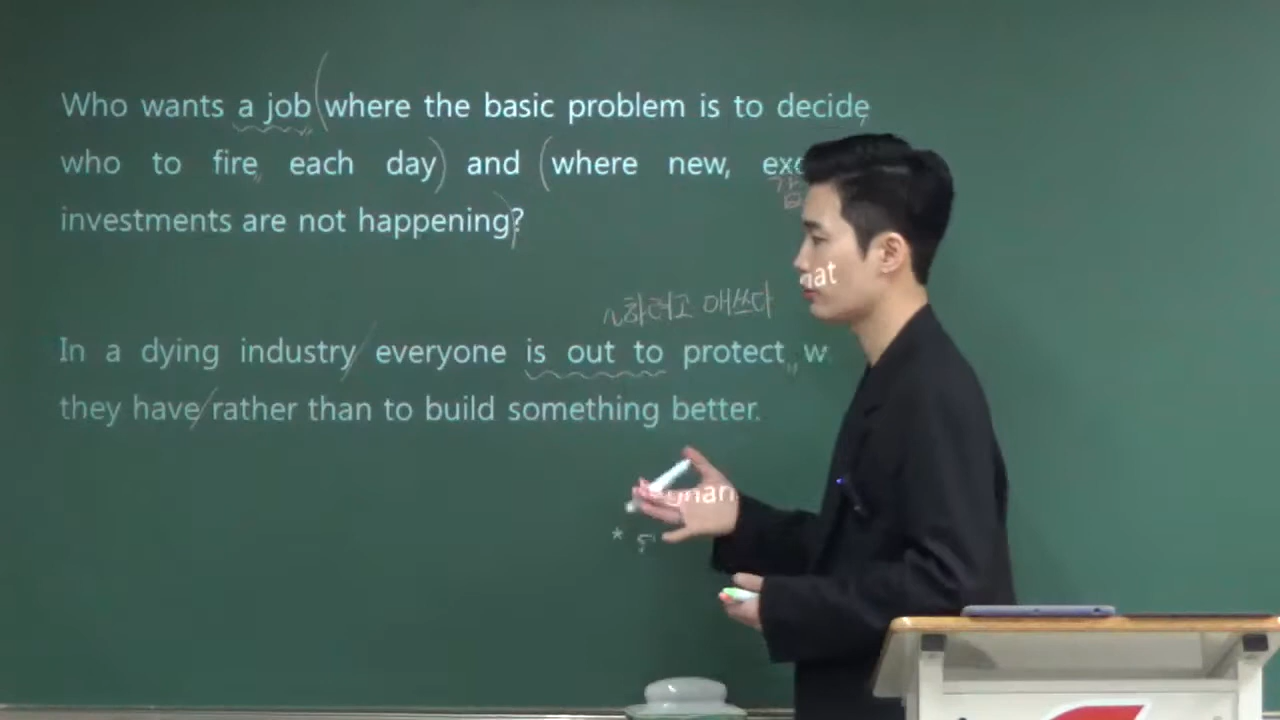 Who wants a job where the basic problem is to decide
who to fire each day and where new,
investments are not happening?
~하려고 애쓰다
In a dying industry everyone is out to protect
they have rather than to build something better.
*